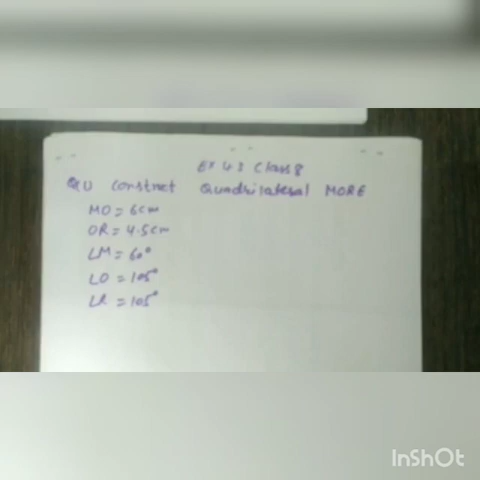 Ex 4.3 Class 8
Q1) Construct Quadrilateral MORE
MO = 6cm
OR = 4.5cm
∠M = 60°
∠O = 105°
∠R = 105°
InShOt